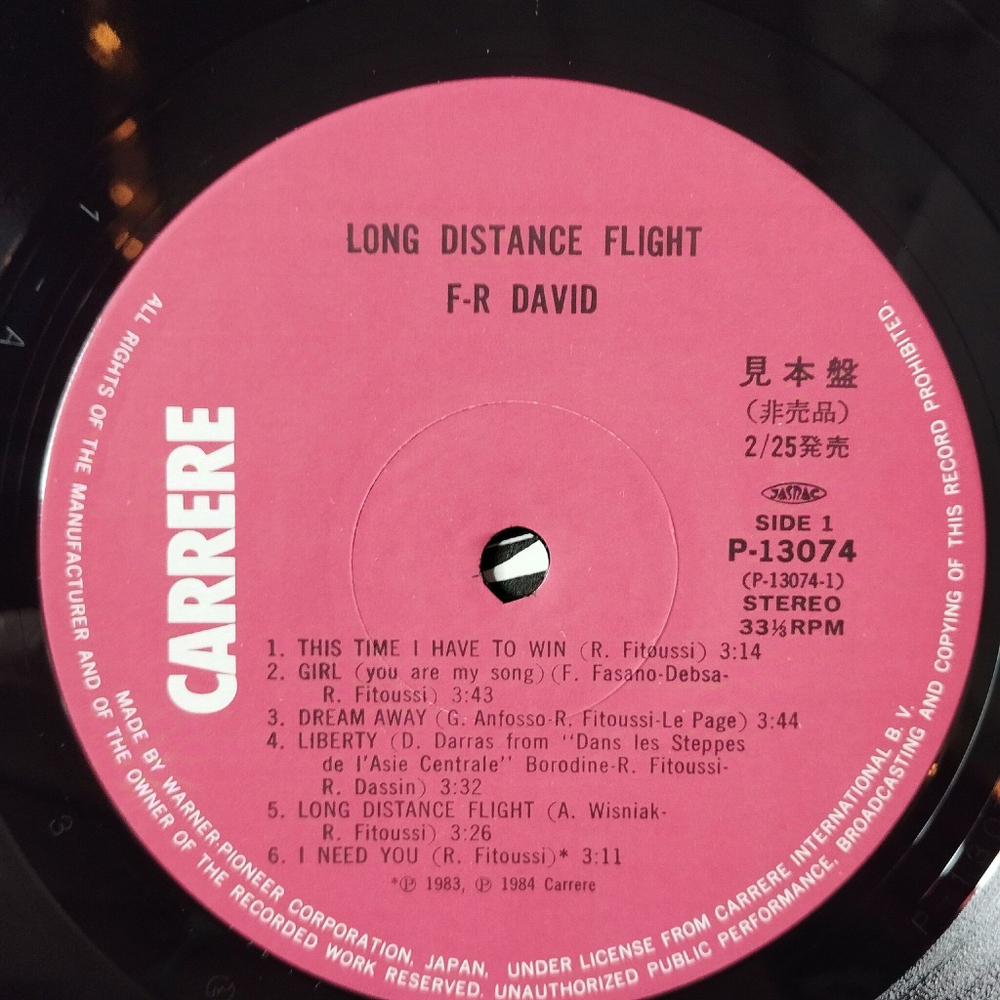 LONG DISTANCE FLIGHT
F-R DAVID
見本盤
(非売品)
2/25発売
JASRAC
SIDE 1
P-13074
(P-13074-1)
STEREO
33⅓RPM
CARRERE
1. THIS TIME I HAVE TO WIN (R. Fitoussi) 3:14
2. GIRL (you are my song) (F. Fasano-Debsa-
R. Fitoussi) 3:43
3. DREAM AWAY (G. Anfosso-R. Fitoussi-Le Page) 3:44
4. LIBERTY (D. Darras from "Dans les Steppes
de l'Asie Centrale" Borodine-R. Fitoussi-
R. Dassin) 3:32
5. LONG DISTANCE FLIGHT (A. Wisniak-
R. Fitoussi) 3:26
6. I NEED YOU (R. Fitoussi)* 3:11
*Ⓟ 1983, Ⓟ 1984 Carrere
ALL RIGHTS OF THE MANUFACTURER AND OF THE OWNER OF THE RECORDED WORK RESERVED. UNAUTHORIZED PUBLIC PERFORMANCE, BROADCASTING AND COPYING OF THIS RECORD PROHIBITED.
MADE BY WARNER-PIONEER CORPORATION, JAPAN, UNDER LICENSE FROM CARRERE INTERNATIONAL B. V.